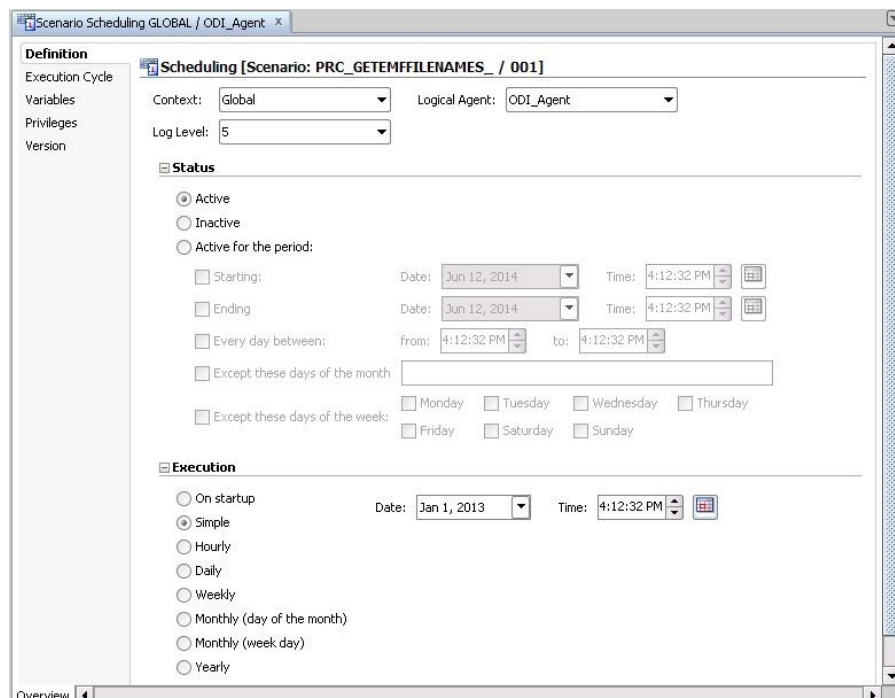 Scenario Scheduling GLOBAL / ODI_Agent x
Definition
Execution Cycle
Variables
Privileges
Version
Scheduling [Scenario: PRC_GETEMFFILENAMES_ / 001]
Context: Global Logical Agent: ODI_Agent
Log Level: 5
Status
Active
Inactive
Active for the period:
Starting: Date: Jun 12, 2014 Time: 4:12:32 PM
Ending Date: Jun 12, 2014 Time: 4:12:32 PM
Every day between: from: 4:12:32 PM to: 4:12:32 PM
Except these days of the month
Except these days of the week: Monday Tuesday Wednesday Thursday
Friday Saturday Sunday
Execution
On startup Date: Jan 1, 2013 Time: 4:12:32 PM
Simple
Hourly
Daily
Weekly
Monthly (day of the month)
Monthly (week day)
Yearly
Overview